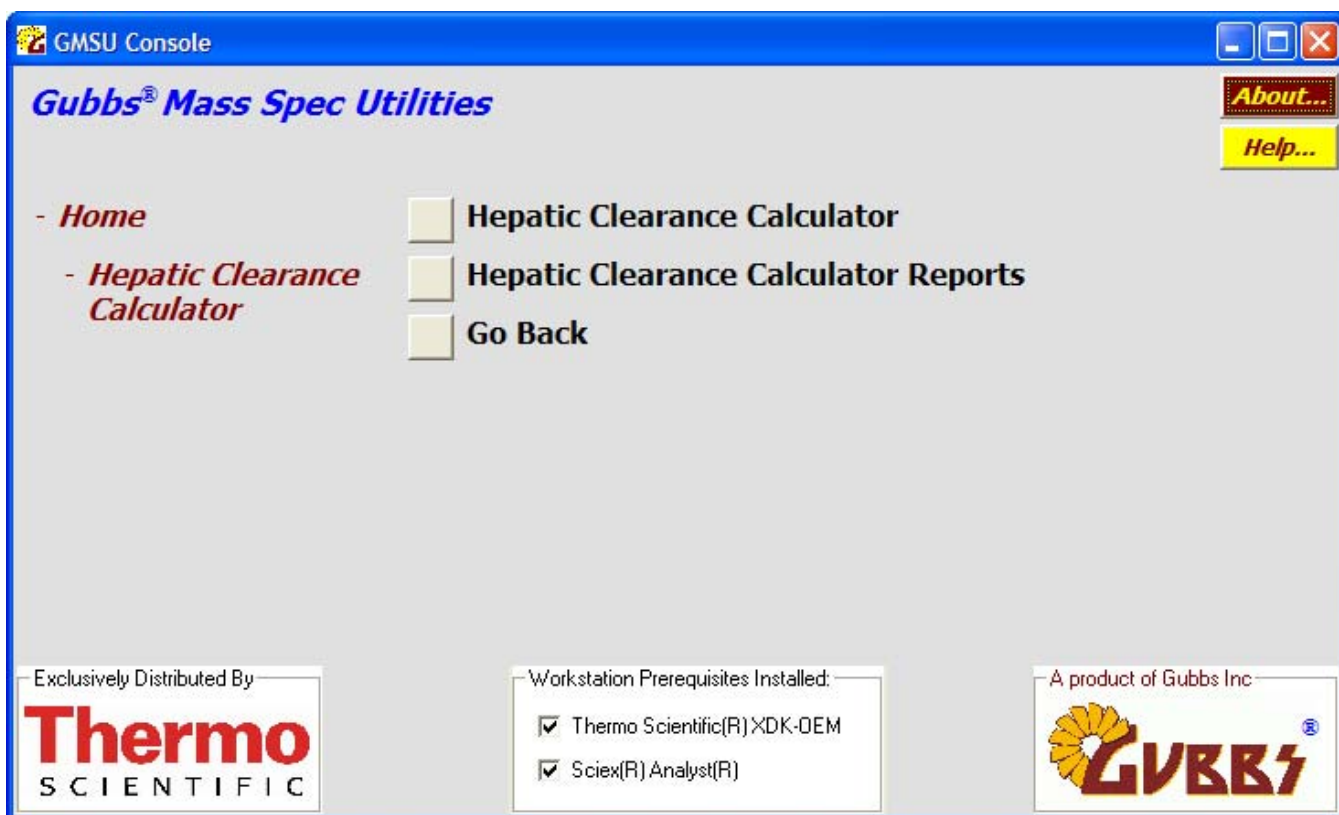 GMSU Console
Gubbs® Mass Spec Utilities
About...
Help...
- Home
- Hepatic Clearance
Calculator
Hepatic Clearance Calculator
Hepatic Clearance Calculator Reports
Go Back
Exclusively Distributed By
Thermo
SCIENTIFIC
Workstation Prerequisites Installed:
Thermo Scientific(R) XDK-OEM
Sciex(R) Analyst(R)
A product of Gubbs Inc
GUBBS ®